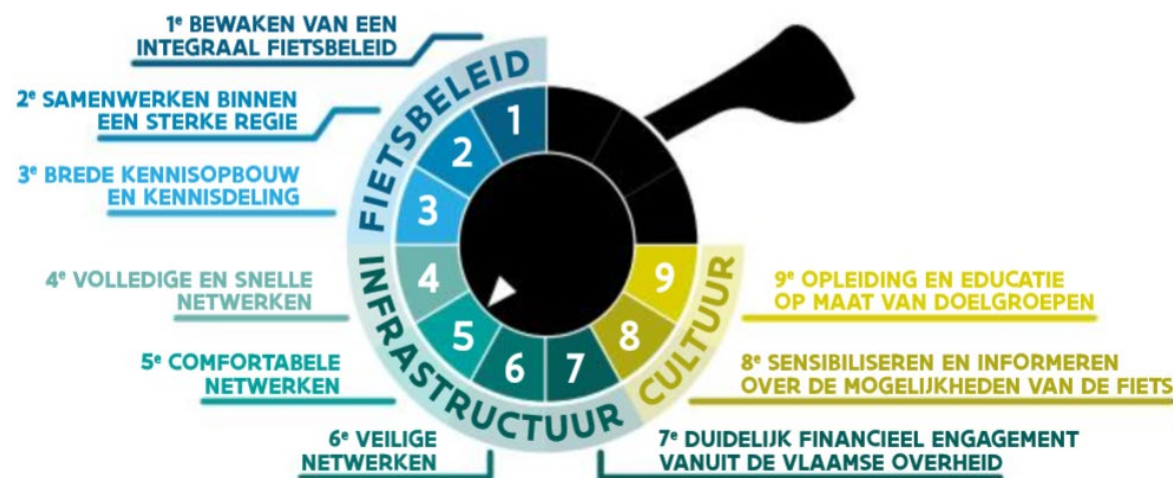 1e BEWAKEN VAN EEN
INTEGRAAL FIETSBELEID
2e SAMENWERKEN BINNEN
EEN STERKE REGIE
3e BREDE KENNISOPBOUW
EN KENNISDELING
4e VOLLEDIGE EN SNELLE
NETWERKEN
5e COMFORTABELE
NETWERKEN
6e VEILIGE
NETWERKEN
7e DUIDELIJK FINANCIEEL ENGAGEMENT
VANUIT DE VLAAMSE OVERHEID
8e SENSIBILISEREN EN INFORMEREN
OVER DE MOGELIJKHEDEN VAN DE FIETS
9e OPLEIDING EN EDUCATIE
OP MAAT VAN DOELGROEPEN
FIETSBELEID
INFRASTRUCTUUR
CULTUUR
1
2
3
4
5
6
7
8
9